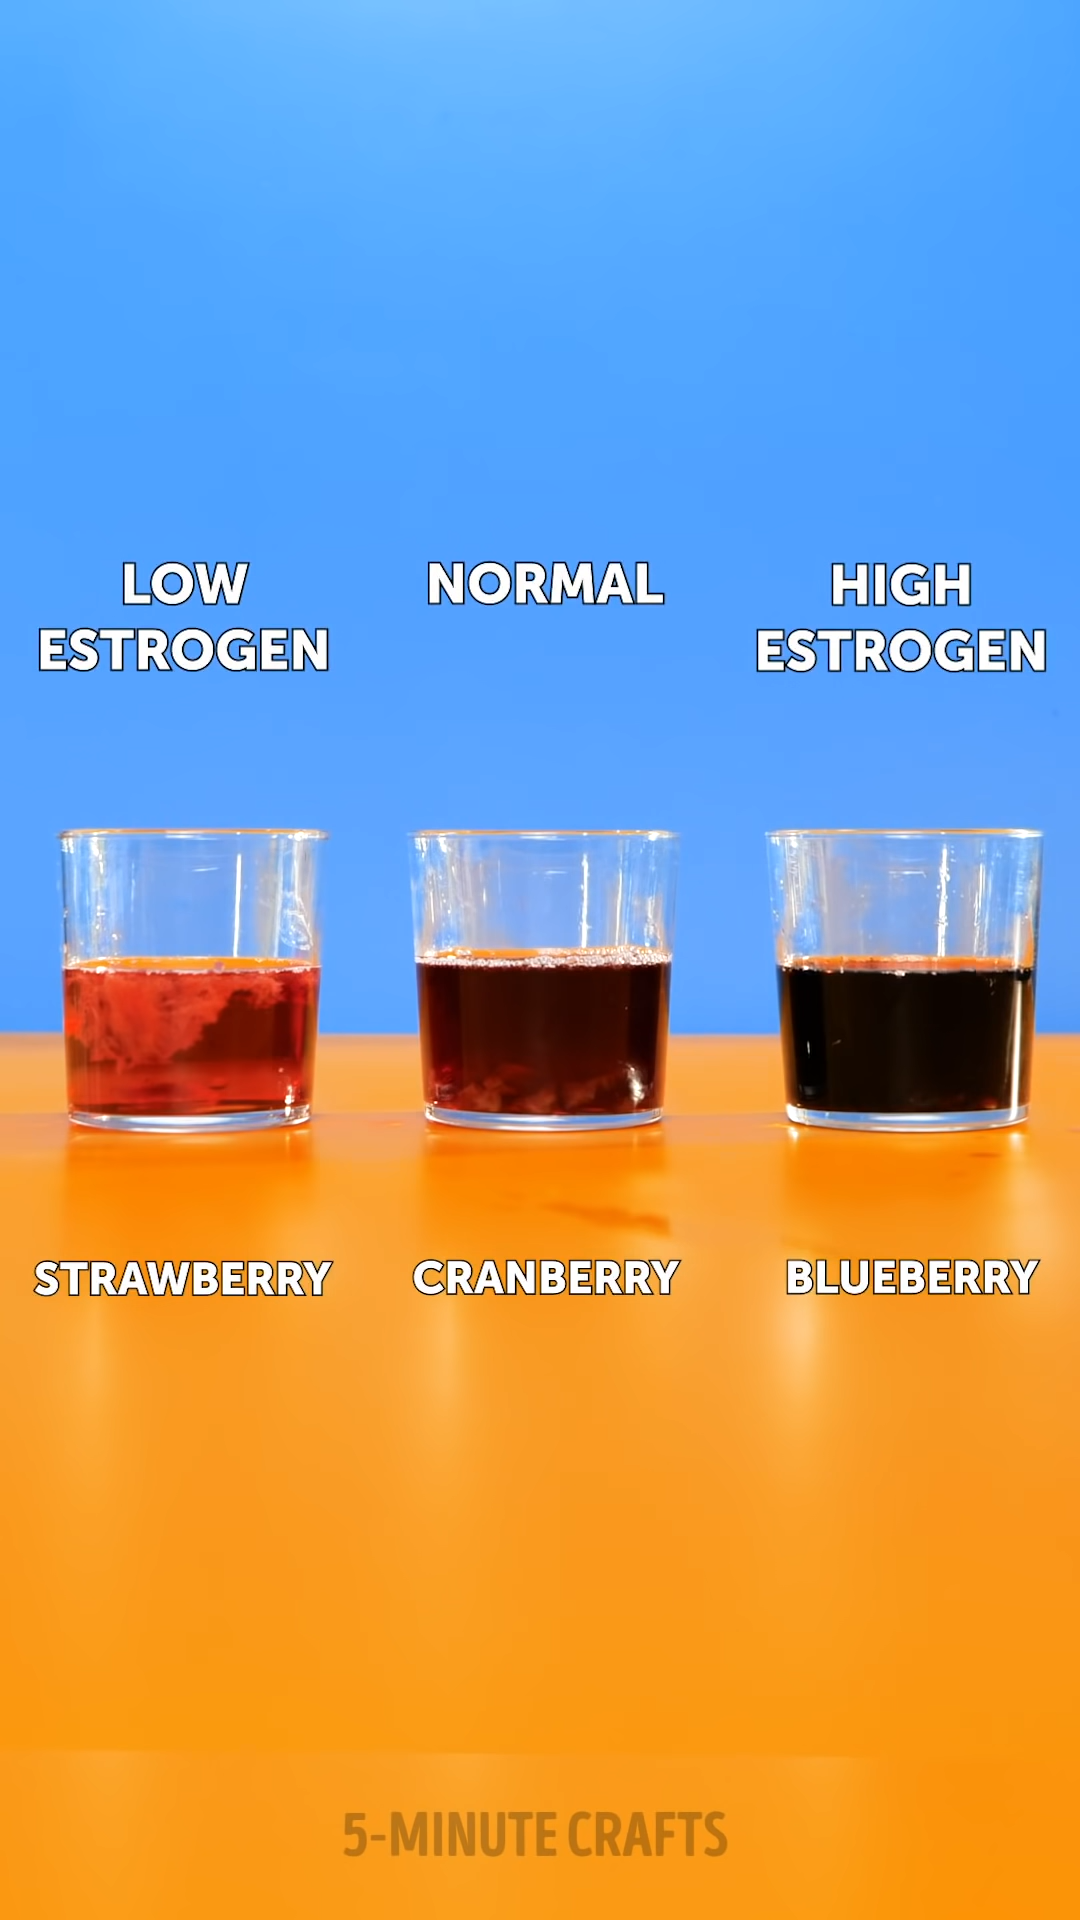 LOW
ESTROGEN
NORMAL
HIGH
ESTROGEN
STRAWBERRY
CRANBERRY
BLUEBERRY
5-MINUTE CRAFTS